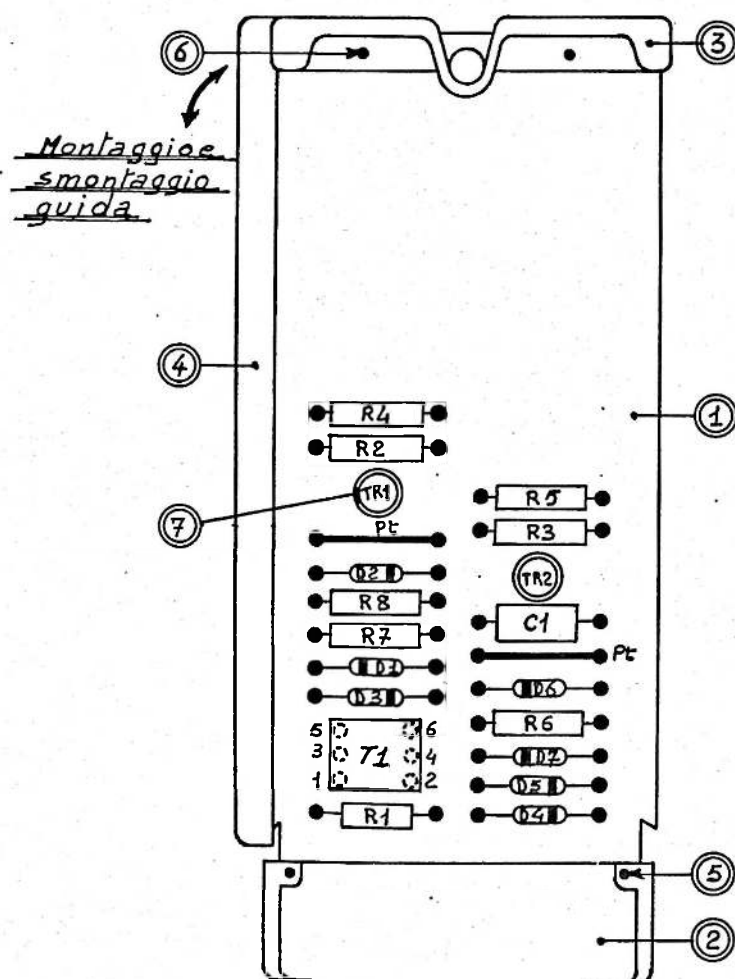 6
3
Montaggio e
smontaggio
guida
4
1
R4
R2
TR1
7
Pt
R5
R3
D2
TR2
R8
C1
R7
Pt
D1
D6
D3
5 6
R6
3 T1 4
D7
1 2
D5
R1
D4
5
2